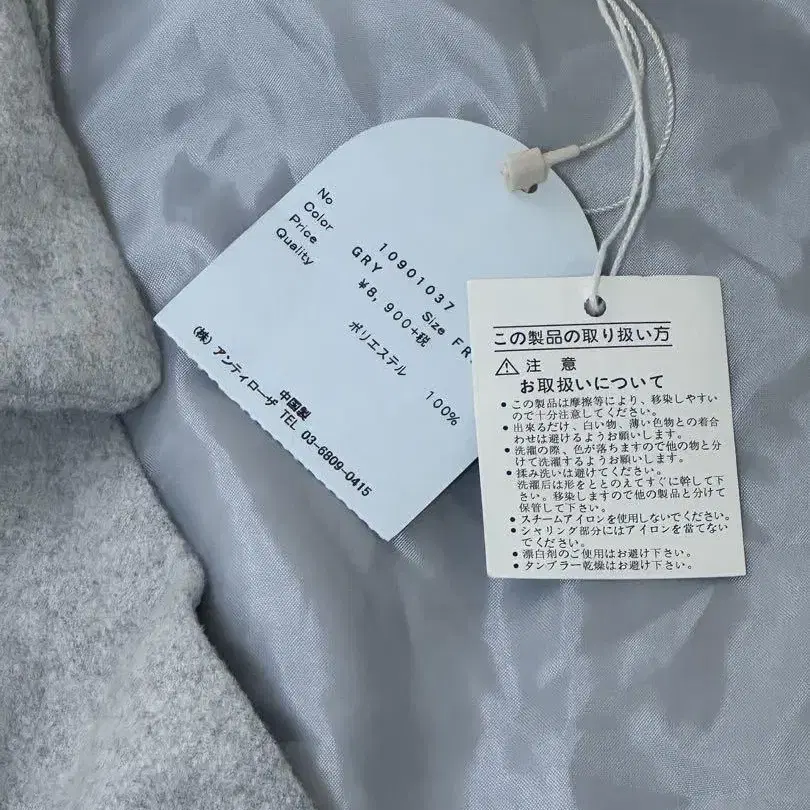 No 10901037
Color GRY Size FR
Price ¥8,900+税
Quality
ポリエステル 100%
中国製
(株)アンティローザ TEL 03-6809-0415
この製品の取り扱い方
注 意
お取扱いについて
• この製品は摩擦等により、移染しやすい
ので十分注意してください。
• 出来るだけ、白い物、薄い色物との着合
わせは避けるようお願いします。
• 洗濯の際、色が落ちますので他の物と分
けて洗濯するようお願いします。
• 揉み洗いは避けてください。
洗濯後は形をととのえてすぐに幹して下
さい。移染しますので他の製品と分けて
保管して下さい。
• スチームアイロンを使用しないでください。
• シャリング部分にはアイロンを当てない
でください。
• 漂白剤のご使用はお避け下さい。
• タンブラー乾燥はお避け下さい。